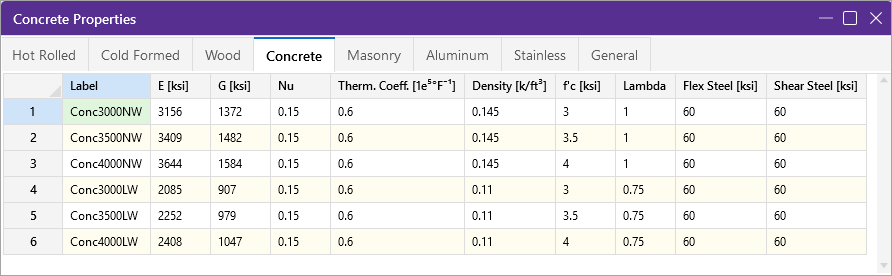 Concrete Properties
Hot Rolled Cold Formed Wood Concrete Masonry Aluminum Stainless General
Label E [ksi] G [ksi] Nu Therm. Coeff. [1e⁵°F⁻¹] Density [k/ft³] f'c [ksi] Lambda Flex Steel [ksi] Shear Steel [ksi]
1 Conc3000NW 3156 1372 0.15 0.6 0.145 3 1 60 60
2 Conc3500NW 3409 1482 0.15 0.6 0.145 3.5 1 60 60
3 Conc4000NW 3644 1584 0.15 0.6 0.145 4 1 60 60
4 Conc3000LW 2085 907 0.15 0.6 0.11 3 0.75 60 60
5 Conc3500LW 2252 979 0.15 0.6 0.11 3.5 0.75 60 60
6 Conc4000LW 2408 1047 0.15 0.6 0.11 4 0.75 60 60